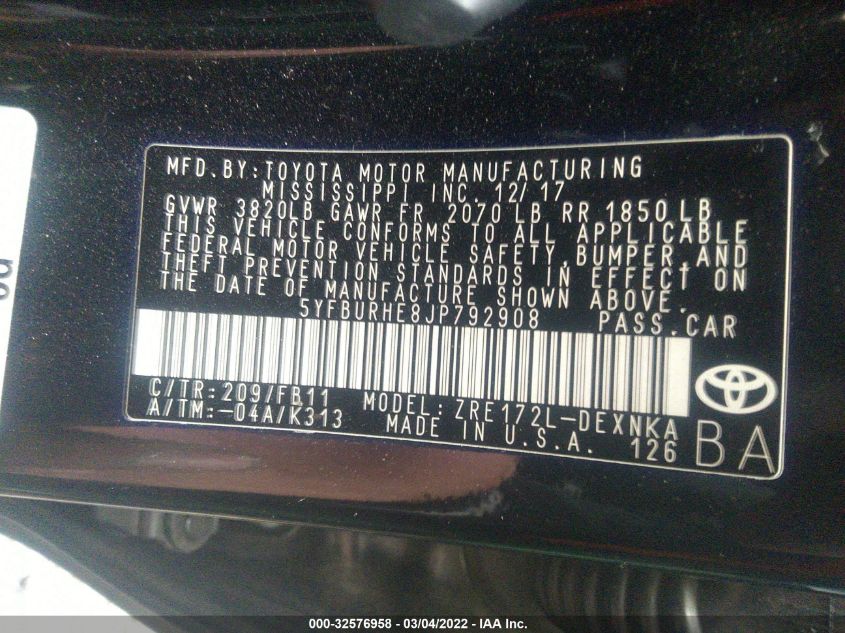 MFD.BY:TOYOTA MOTOR MANUFACTURING
MISSISSIPPI INC. 12/17
GVWR 3820LB GAWR FR 2070 LB RR 1850 LB
THIS VEHICLE CONFORMS TO ALL APPLICABLE
FEDERAL MOTOR VEHICLE SAFETY,BUMPER,AND
THEFT PREVENTION STANDARDS IN EFFECT ON
THE DATE OF MANUFACTURE SHOWN ABOVE.
5YFBURHE8JP792908 PASS.CAR
C/TR:209/FB11 MODEL:ZRE172L-DEXNKA
A/TM:-04A/K313 MADE IN U.S.A. 126
BA
000-32576958 - 03/04/2022 - IAA Inc.